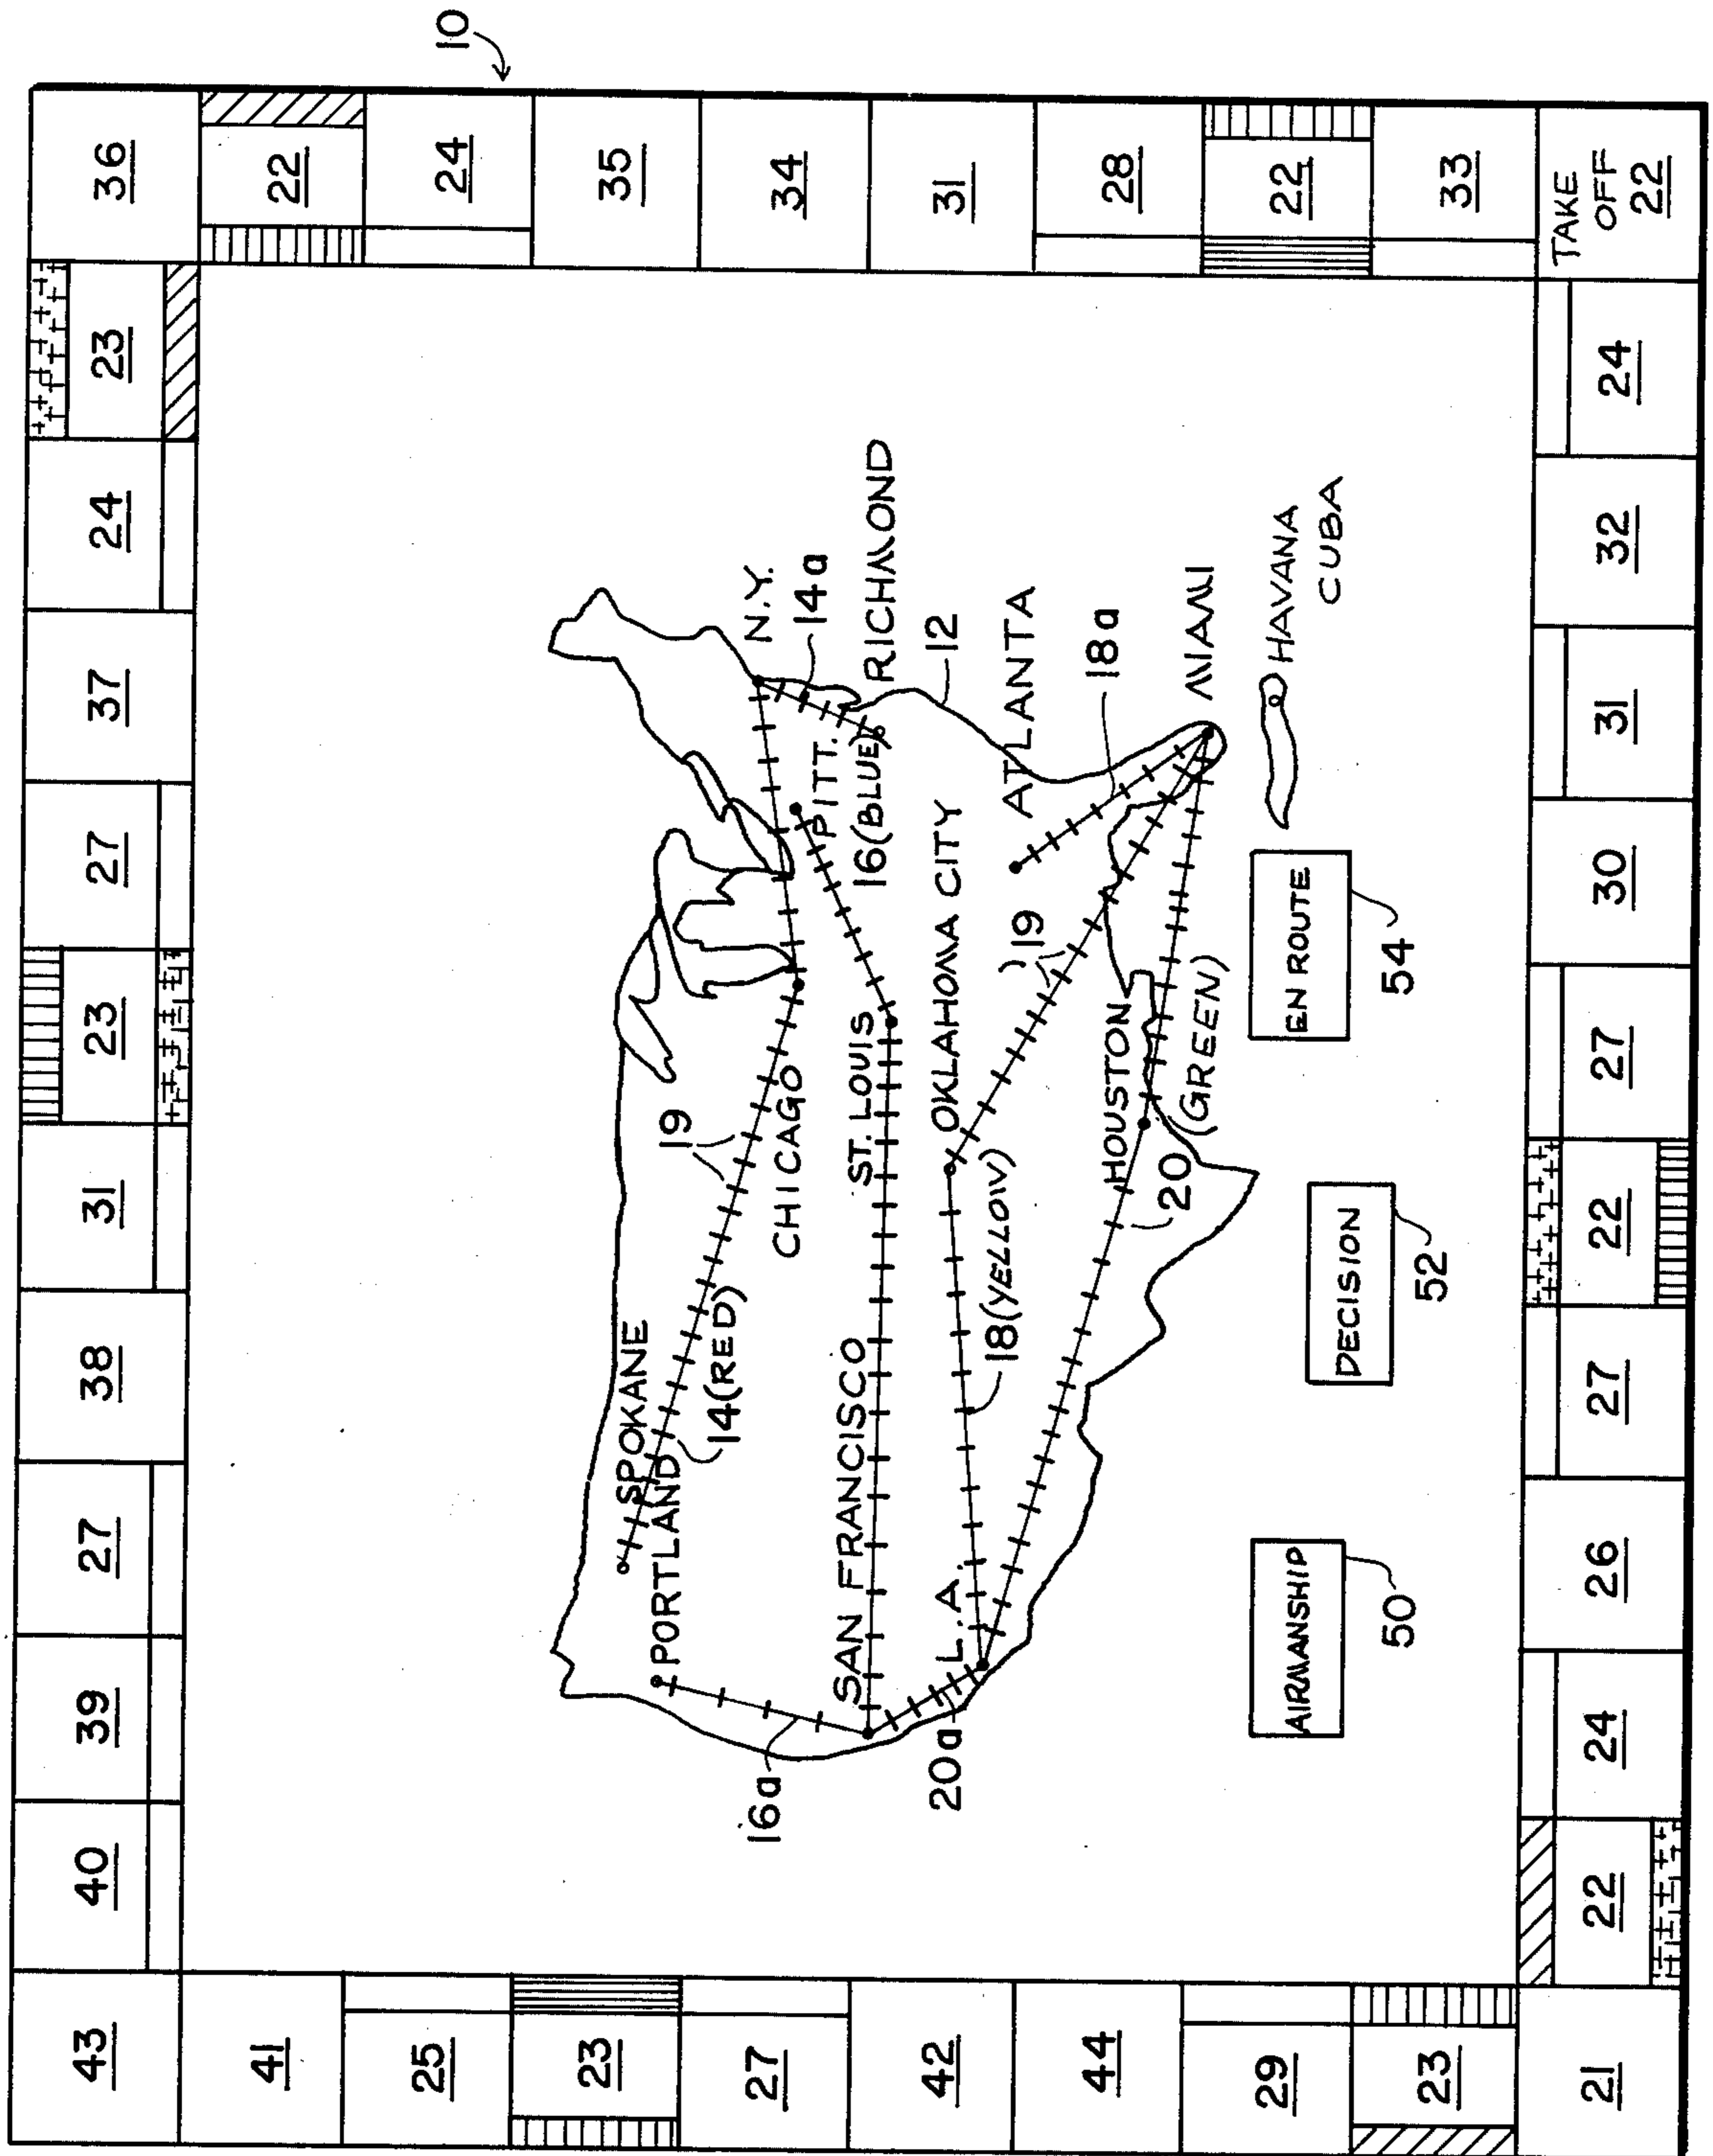 10
43
40
39
27
38
31
23
27
37
24
23
36
41
25
23
27
42
44
29
23
22
24
35
34
31
28
22
33
SPOKANE
PORTLAND
14(RED)
19
CHICAGO
N.Y.
14a
PITT.
16(BLUE)
RICHMOND
16a
SAN FRANCISCO
ST. LOUIS
12
20a
L.A.
OKLAHOMA CITY
18(YELLOW)
19
ATLANTA
18a
HOUSTON
20
(GREEN)
MIAMI
HAVANA
CUBA
AIRMANSHIP
50
DECISION
52
EN ROUTE
54
21
22
24
26
27
22
27
30
31
32
24
TAKE
OFF
22